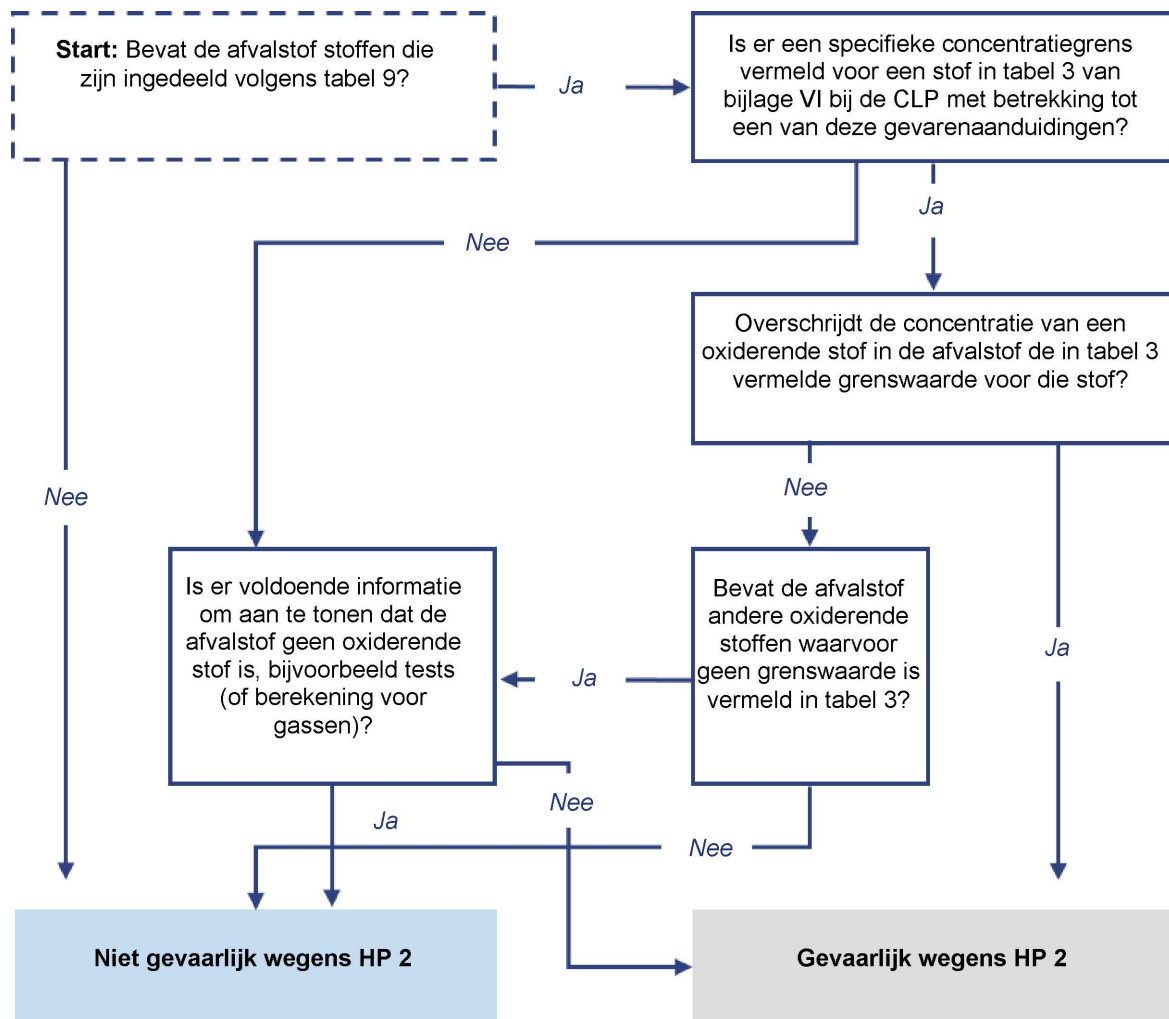 Start: Bevat de afvalstof stoffen die
zijn ingedeeld volgens tabel 9?
Ja
Is er een specifieke concentratiegrens
vermeld voor een stof in tabel 3 van
bijlage VI bij de CLP met betrekking tot
een van deze gevarenaanduidingen?
Ja
Nee
Overschrijdt de concentratie van een
oxiderende stof in de afvalstof de in tabel 3
vermelde grenswaarde voor die stof?
Nee
Nee
Is er voldoende informatie
om aan te tonen dat de
afvalstof geen oxiderende
stof is, bijvoorbeeld tests
(of berekening voor
gassen)?
Ja
Bevat de afvalstof
andere oxiderende
stoffen waarvoor
geen grenswaarde is
vermeld in tabel 3?
Ja
Nee
Ja
Nee
Niet gevaarlijk wegens HP 2
Gevaarlijk wegens HP 2